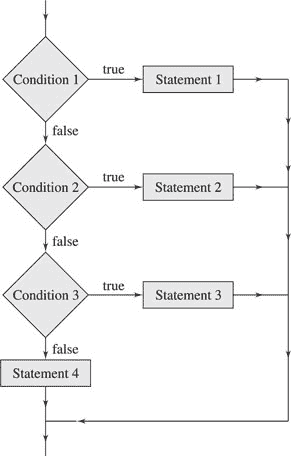 Condition 1
true
Statement 1
false
Condition 2
true
Statement 2
false
Condition 3
true
Statement 3
false
Statement 4